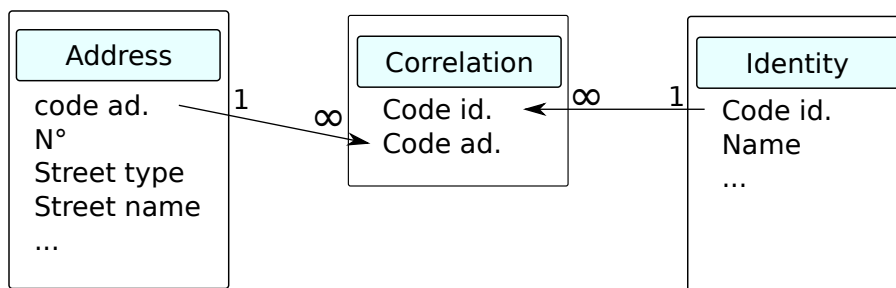 Address
code ad.
N°
Street type
Street name
...
1
∞
Correlation
Code id.
Code ad.
∞
1
Identity
Code id.
Name
...